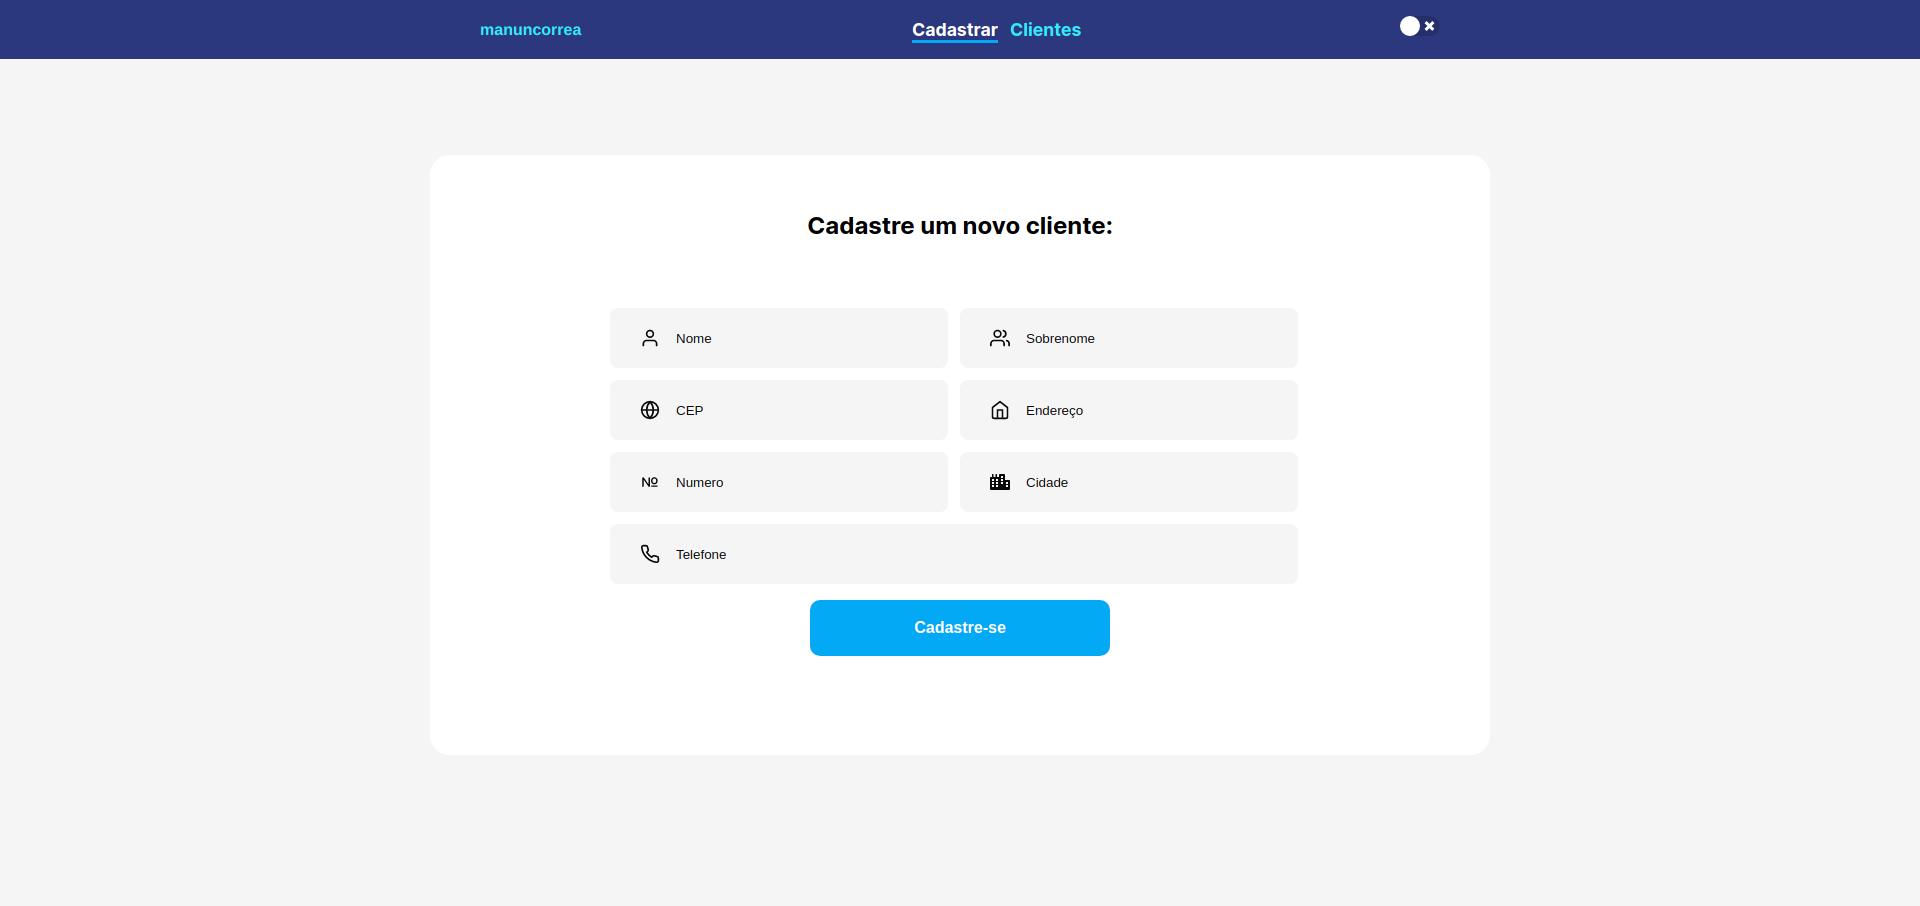 manuncorrea
Cadastrar Clientes
Cadastre um novo cliente:
Nome
Sobrenome
CEP
Endereço
Nº Numero
Cidade
Telefone
Cadastre-se